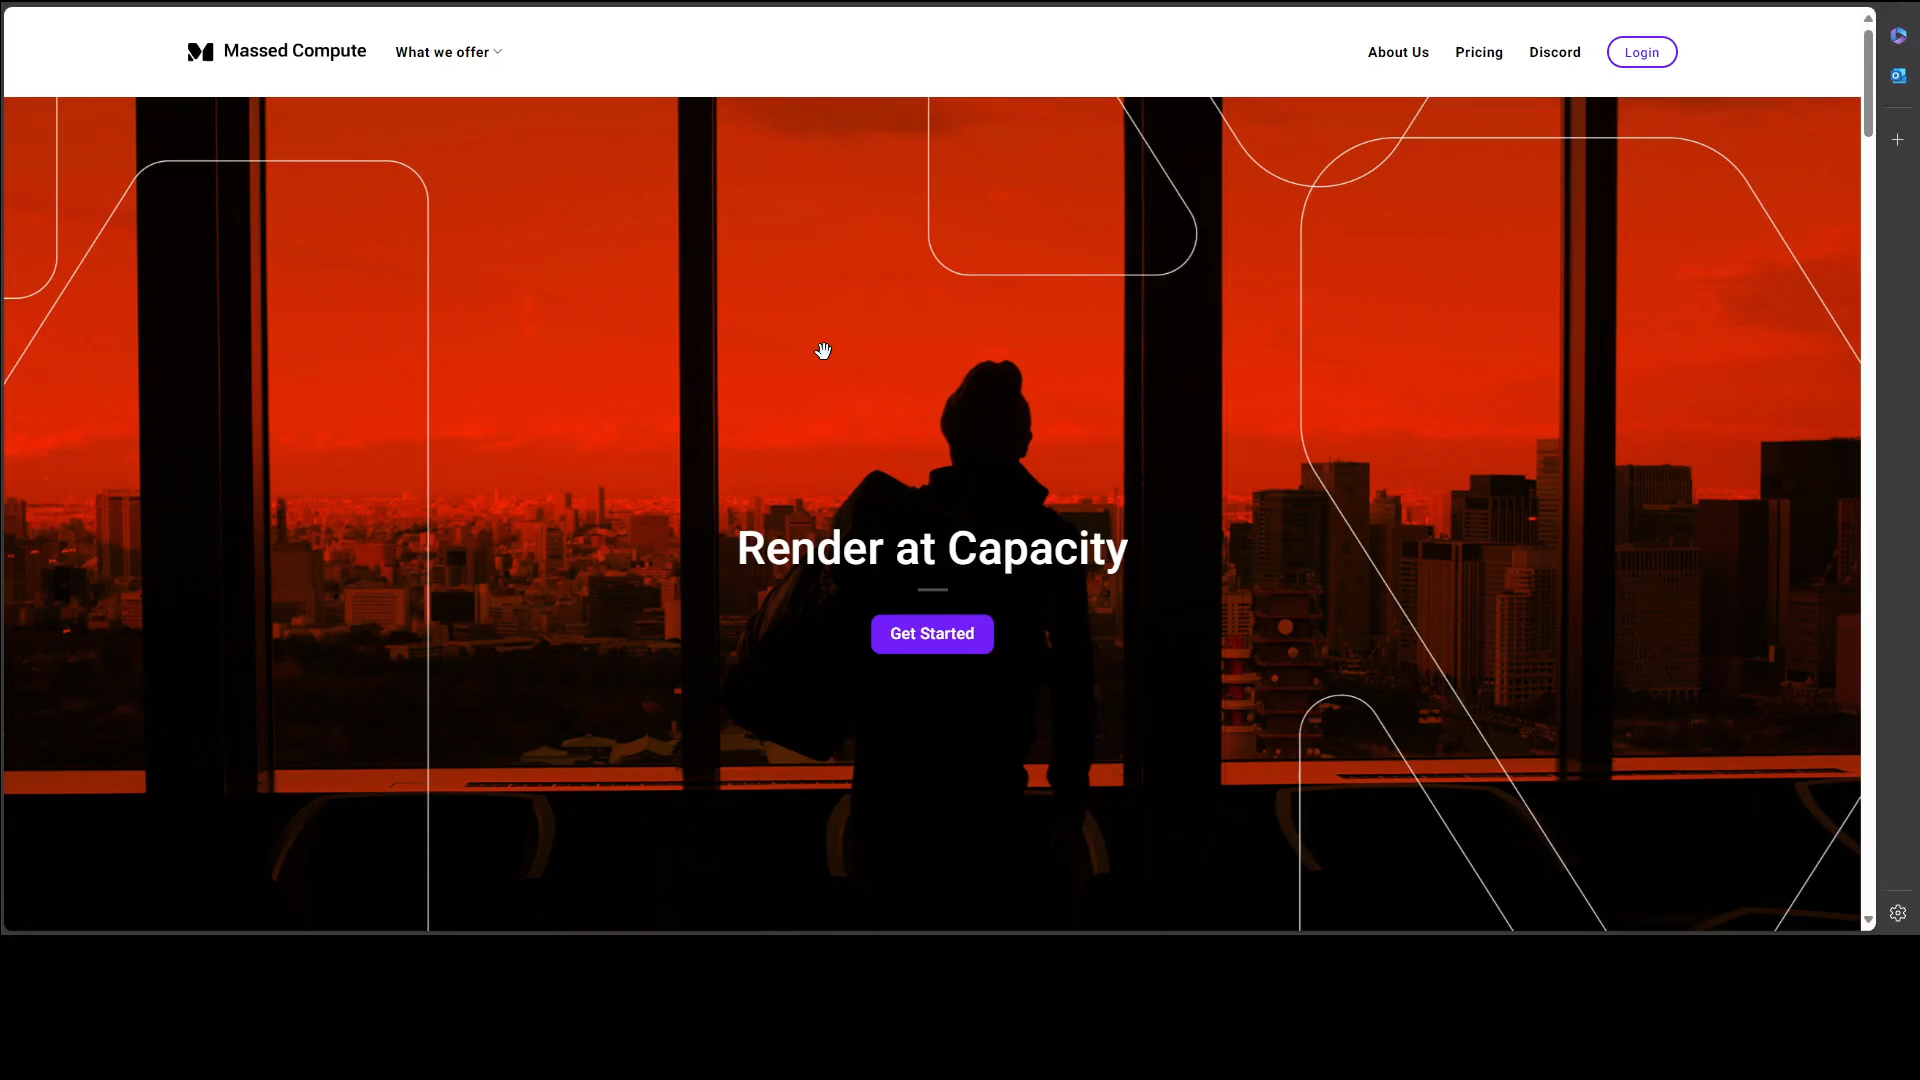 Massed Compute
What we offer
About Us
Pricing
Discord
Login
Render at Capacity
Get Started